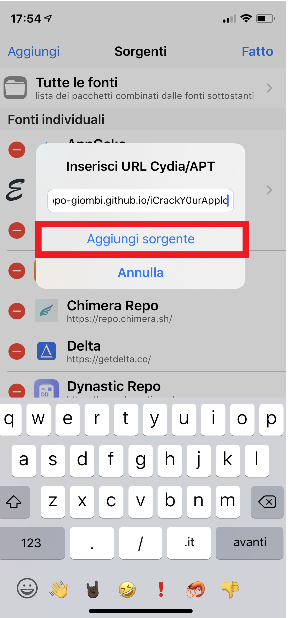 17:54
Aggiungi Sorgenti Fatto
Tutte le fonti
lista dei pacchetti combinati dalle fonti sottostanti
Fonti individuali
Inserisci URL Cydia/APT
po-giombi.github.io/iCrackY0urApple
Aggiungi sorgente
Annulla
Chimera Repo
https://repo.chimera.sh/
Delta
https://getdelta.co/
Dynastic Repo
q w e r t y u i o p
a s d f g h j k l
z x c v b n m
123 . / .it avanti